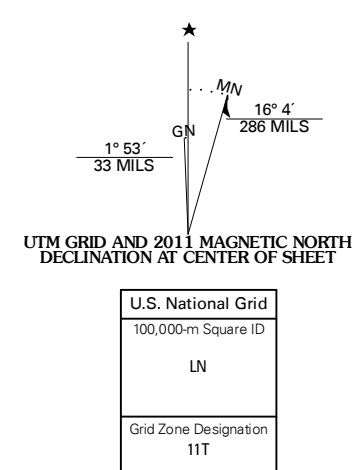 MN
GN
16° 4´
286 MILS
1° 53´
33 MILS
UTM GRID AND 2011 MAGNETIC NORTH
DECLINATION AT CENTER OF SHEET
U.S. National Grid
100,000-m Square ID
LN
Grid Zone Designation
11T